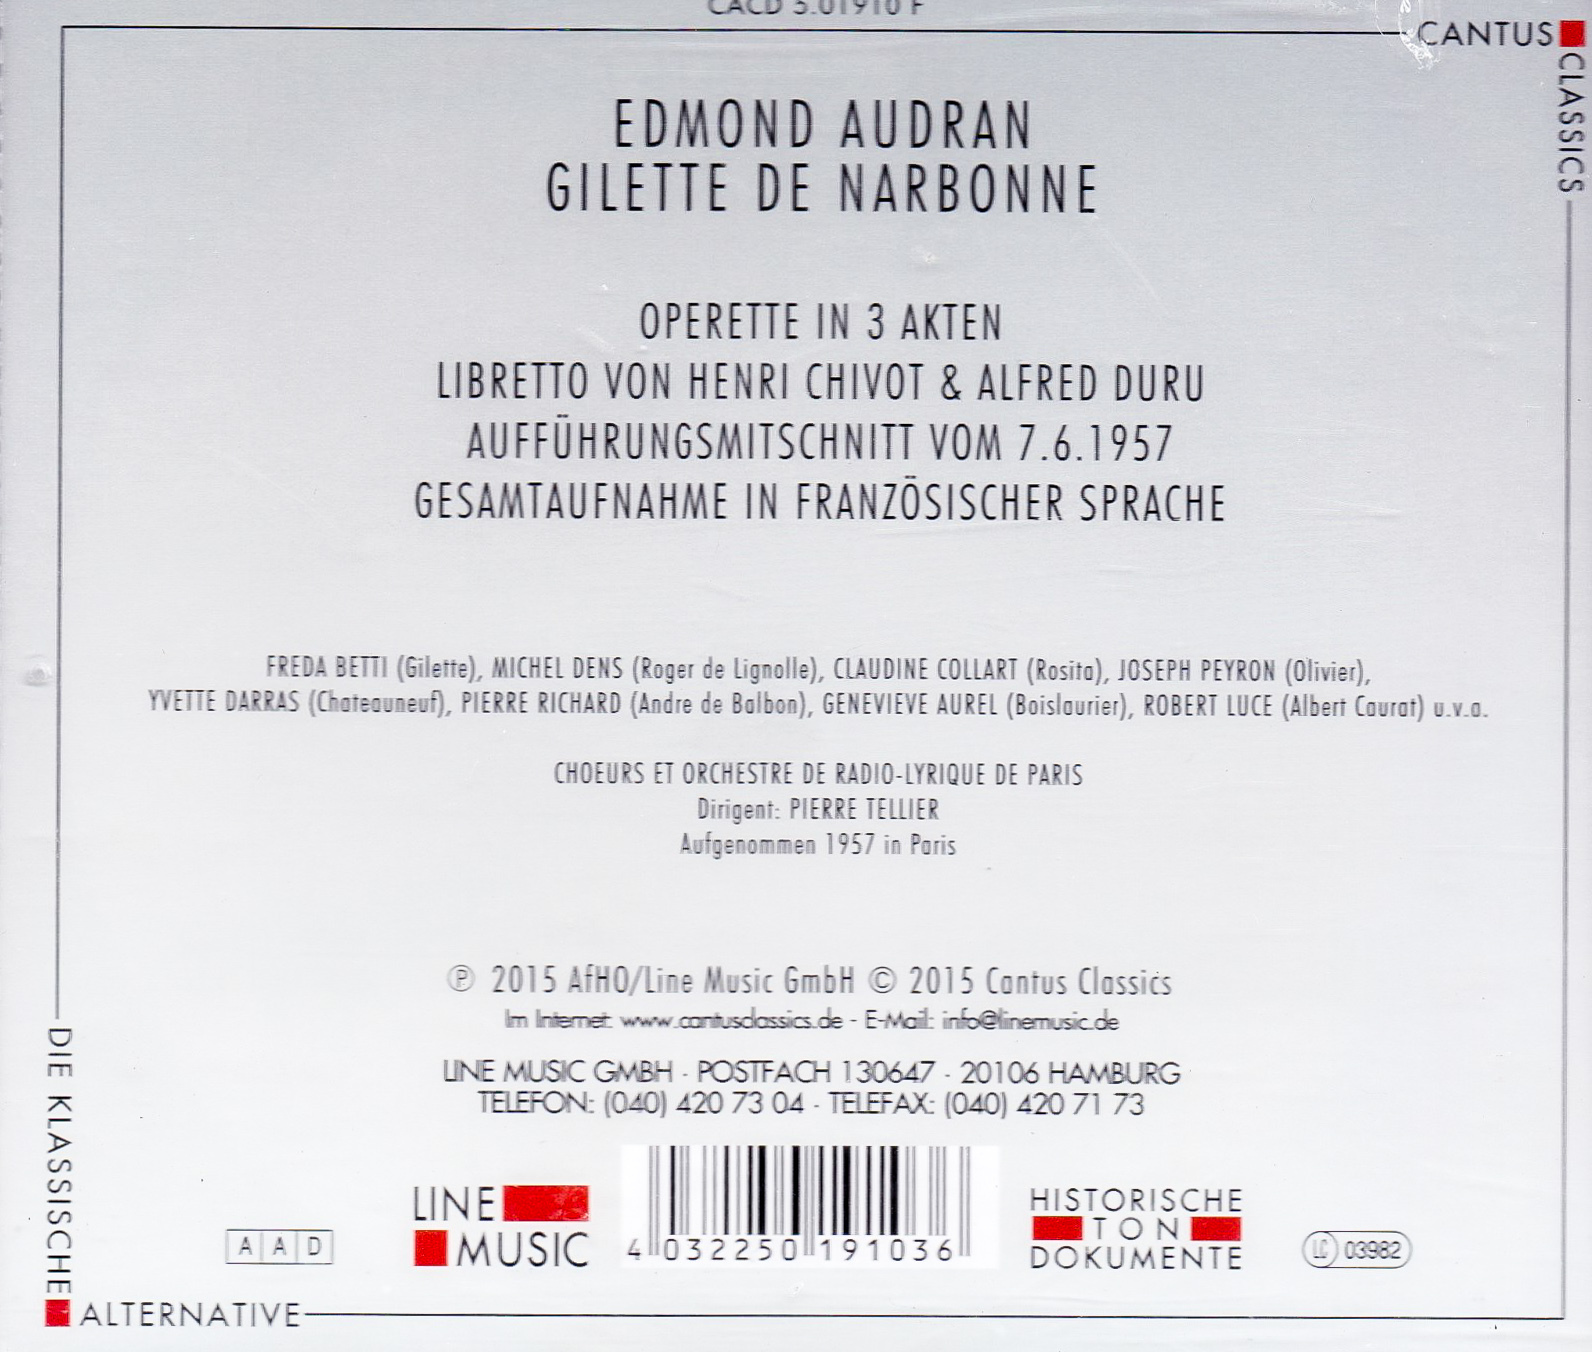 CACD 5.01910 F
CANTUS
CLASSICS
EDMOND AUDRAN
GILETTE DE NARBONNE
OPERETTE IN 3 AKTEN
LIBRETTO VON HENRI CHIVOT & ALFRED DURU
AUFFÜHRUNGSMITSCHNITT VOM 7.6.1957
GESAMTAUFNAHME IN FRANZÖSISCHER SPRACHE
FREDA BETTI (Gilette), MICHEL DENS (Roger de Lignolle), CLAUDINE COLLART (Rosita), JOSEPH PEYRON (Olivier),
YVETTE DARRAS (Chateauneuf), PIERRE RICHARD (Andre de Balbon), GENEVIEVE AUREL (Boislaurier), ROBERT LUCE (Albert Caurat) u.v.a.
CHOEURS ET ORCHESTRE DE RADIO-LYRIQUE DE PARIS
Dirigent: PIERRE TELLIER
Aufgenommen 1957 in Paris
℗ 2015 AfHO/Line Music GmbH © 2015 Cantus Classics
Im Internet: www.cantusclassics.de - E-Mail: info@linemusic.de
LINE MUSIC GMBH · POSTFACH 130647 · 20106 HAMBURG
TELEFON: (040) 420 73 04 · TELEFAX: (040) 420 71 73
DIE KLASSISCHE
ALTERNATIVE
A A D
LINE
MUSIC
4 032250 191036
HISTORISCHE
TON
DOKUMENTE
LC 03982